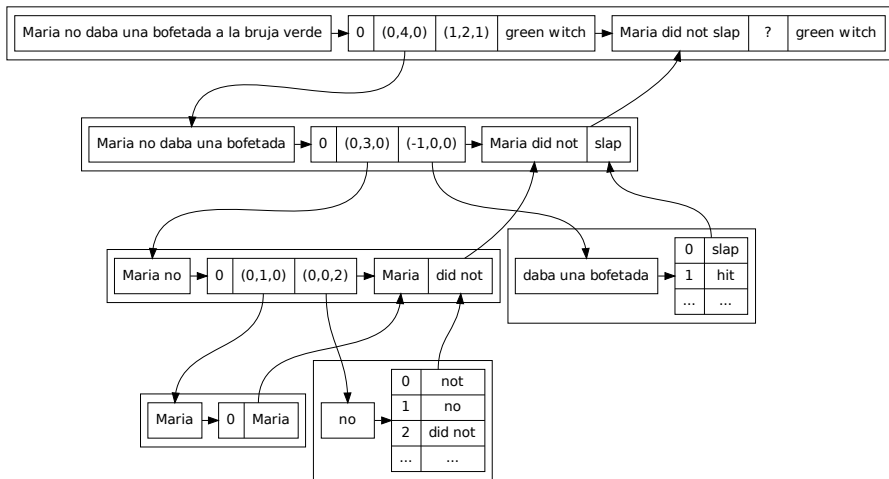 Maria no daba una bofetada a la bruja verde 0 (0,4,0) (1,2,1) green witch Maria did not slap ? green witch
Maria no daba una bofetada 0 (0,3,0) (-1,0,0) Maria did not slap
Maria no 0 (0,1,0) (0,0,2) Maria did not
daba una bofetada
0 slap
1 hit
... ...
Maria 0 Maria
no
0 not
1 no
2 did not
... ...